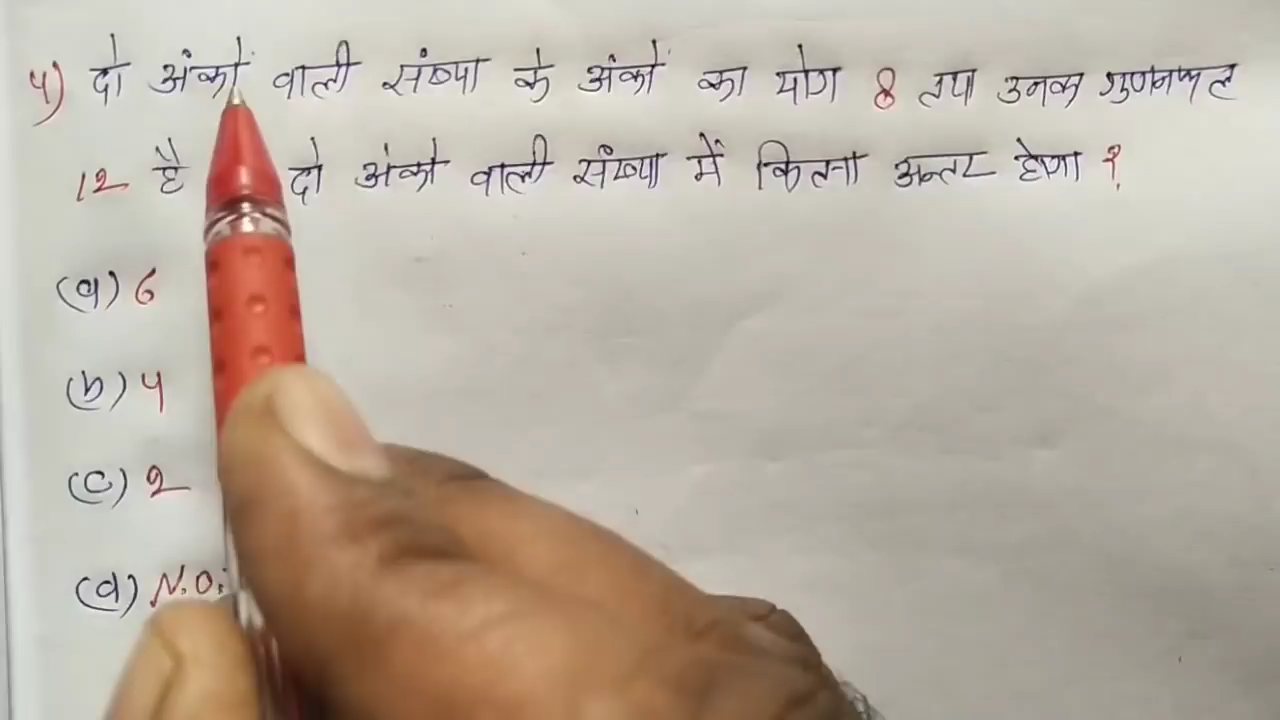 4) दो अंकों वाली संख्या के अंकों का योग 8 तथा उनक गुणनफल
12 है दो अंको वाली संख्या में कितना अन्तर होगा ?
(a) 6
(b) 4
(c) 2
(d) N.O.